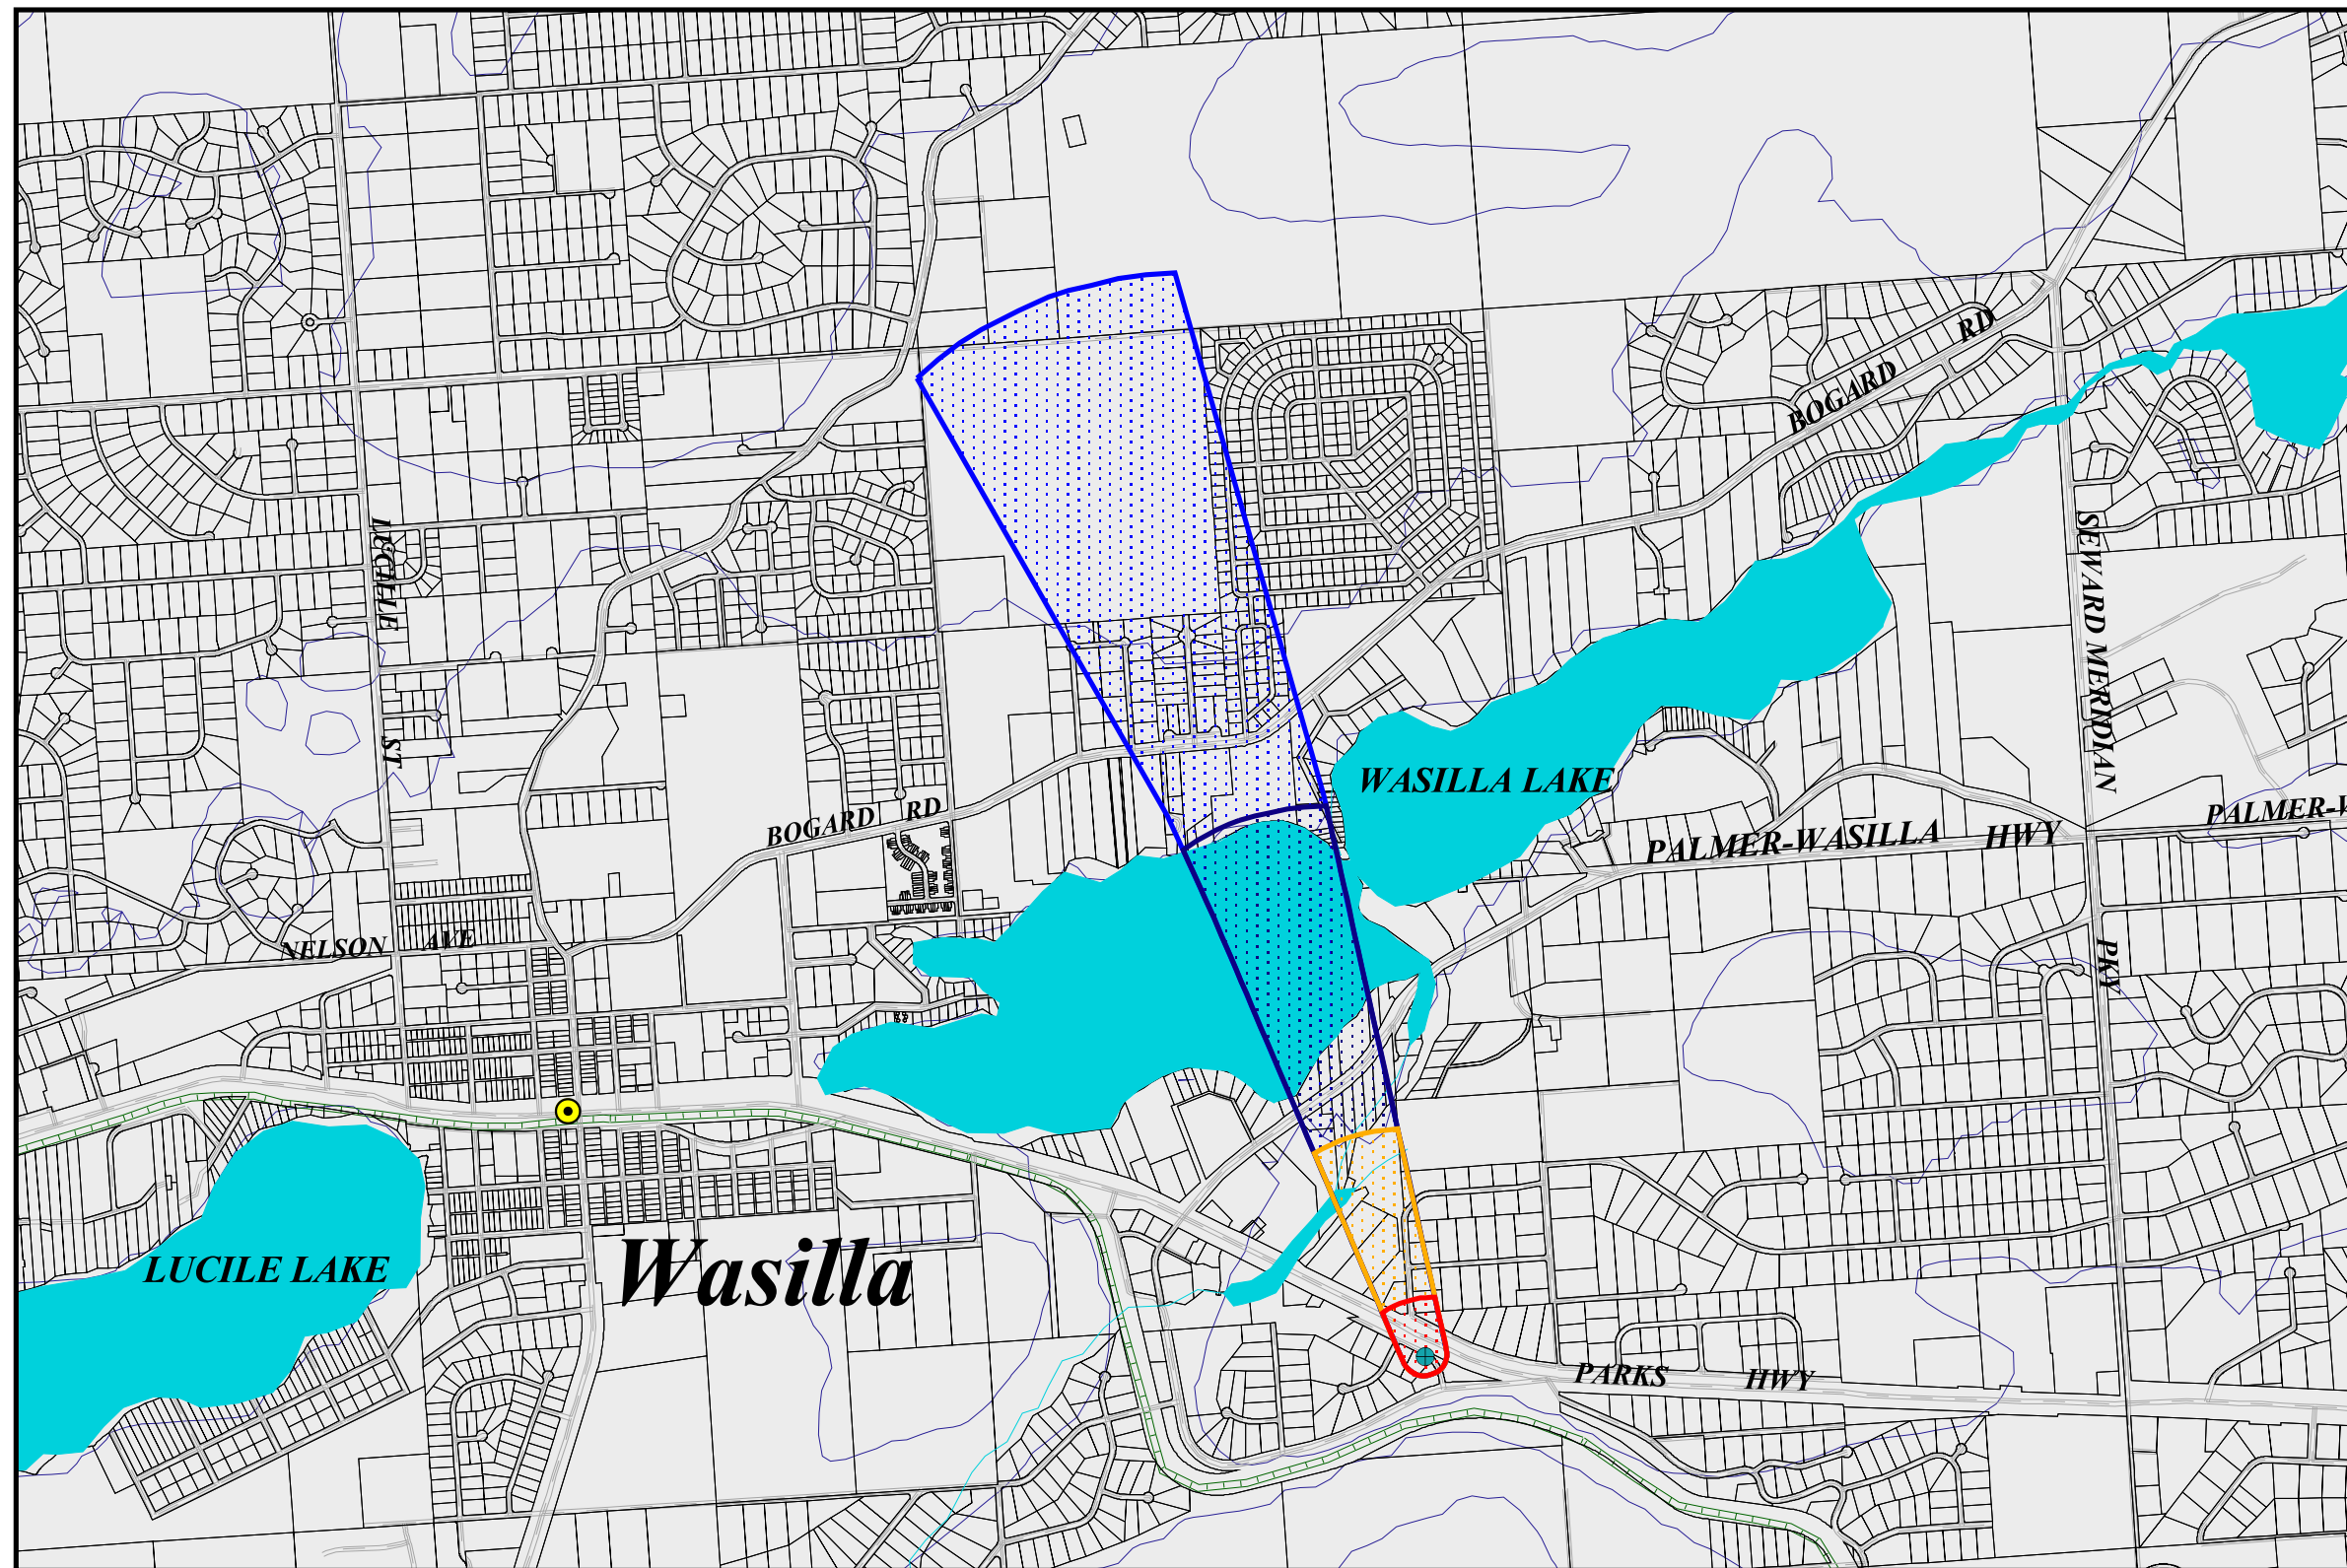 BOGARD RD
LUCILLE ST
SEWARD MERIDIAN PKY
WASILLA LAKE
BOGARD RD
PALMER-WASILLA HWY
PALMER-W
NELSON AVE
Wasilla
LUCILE LAKE
PARKS HWY